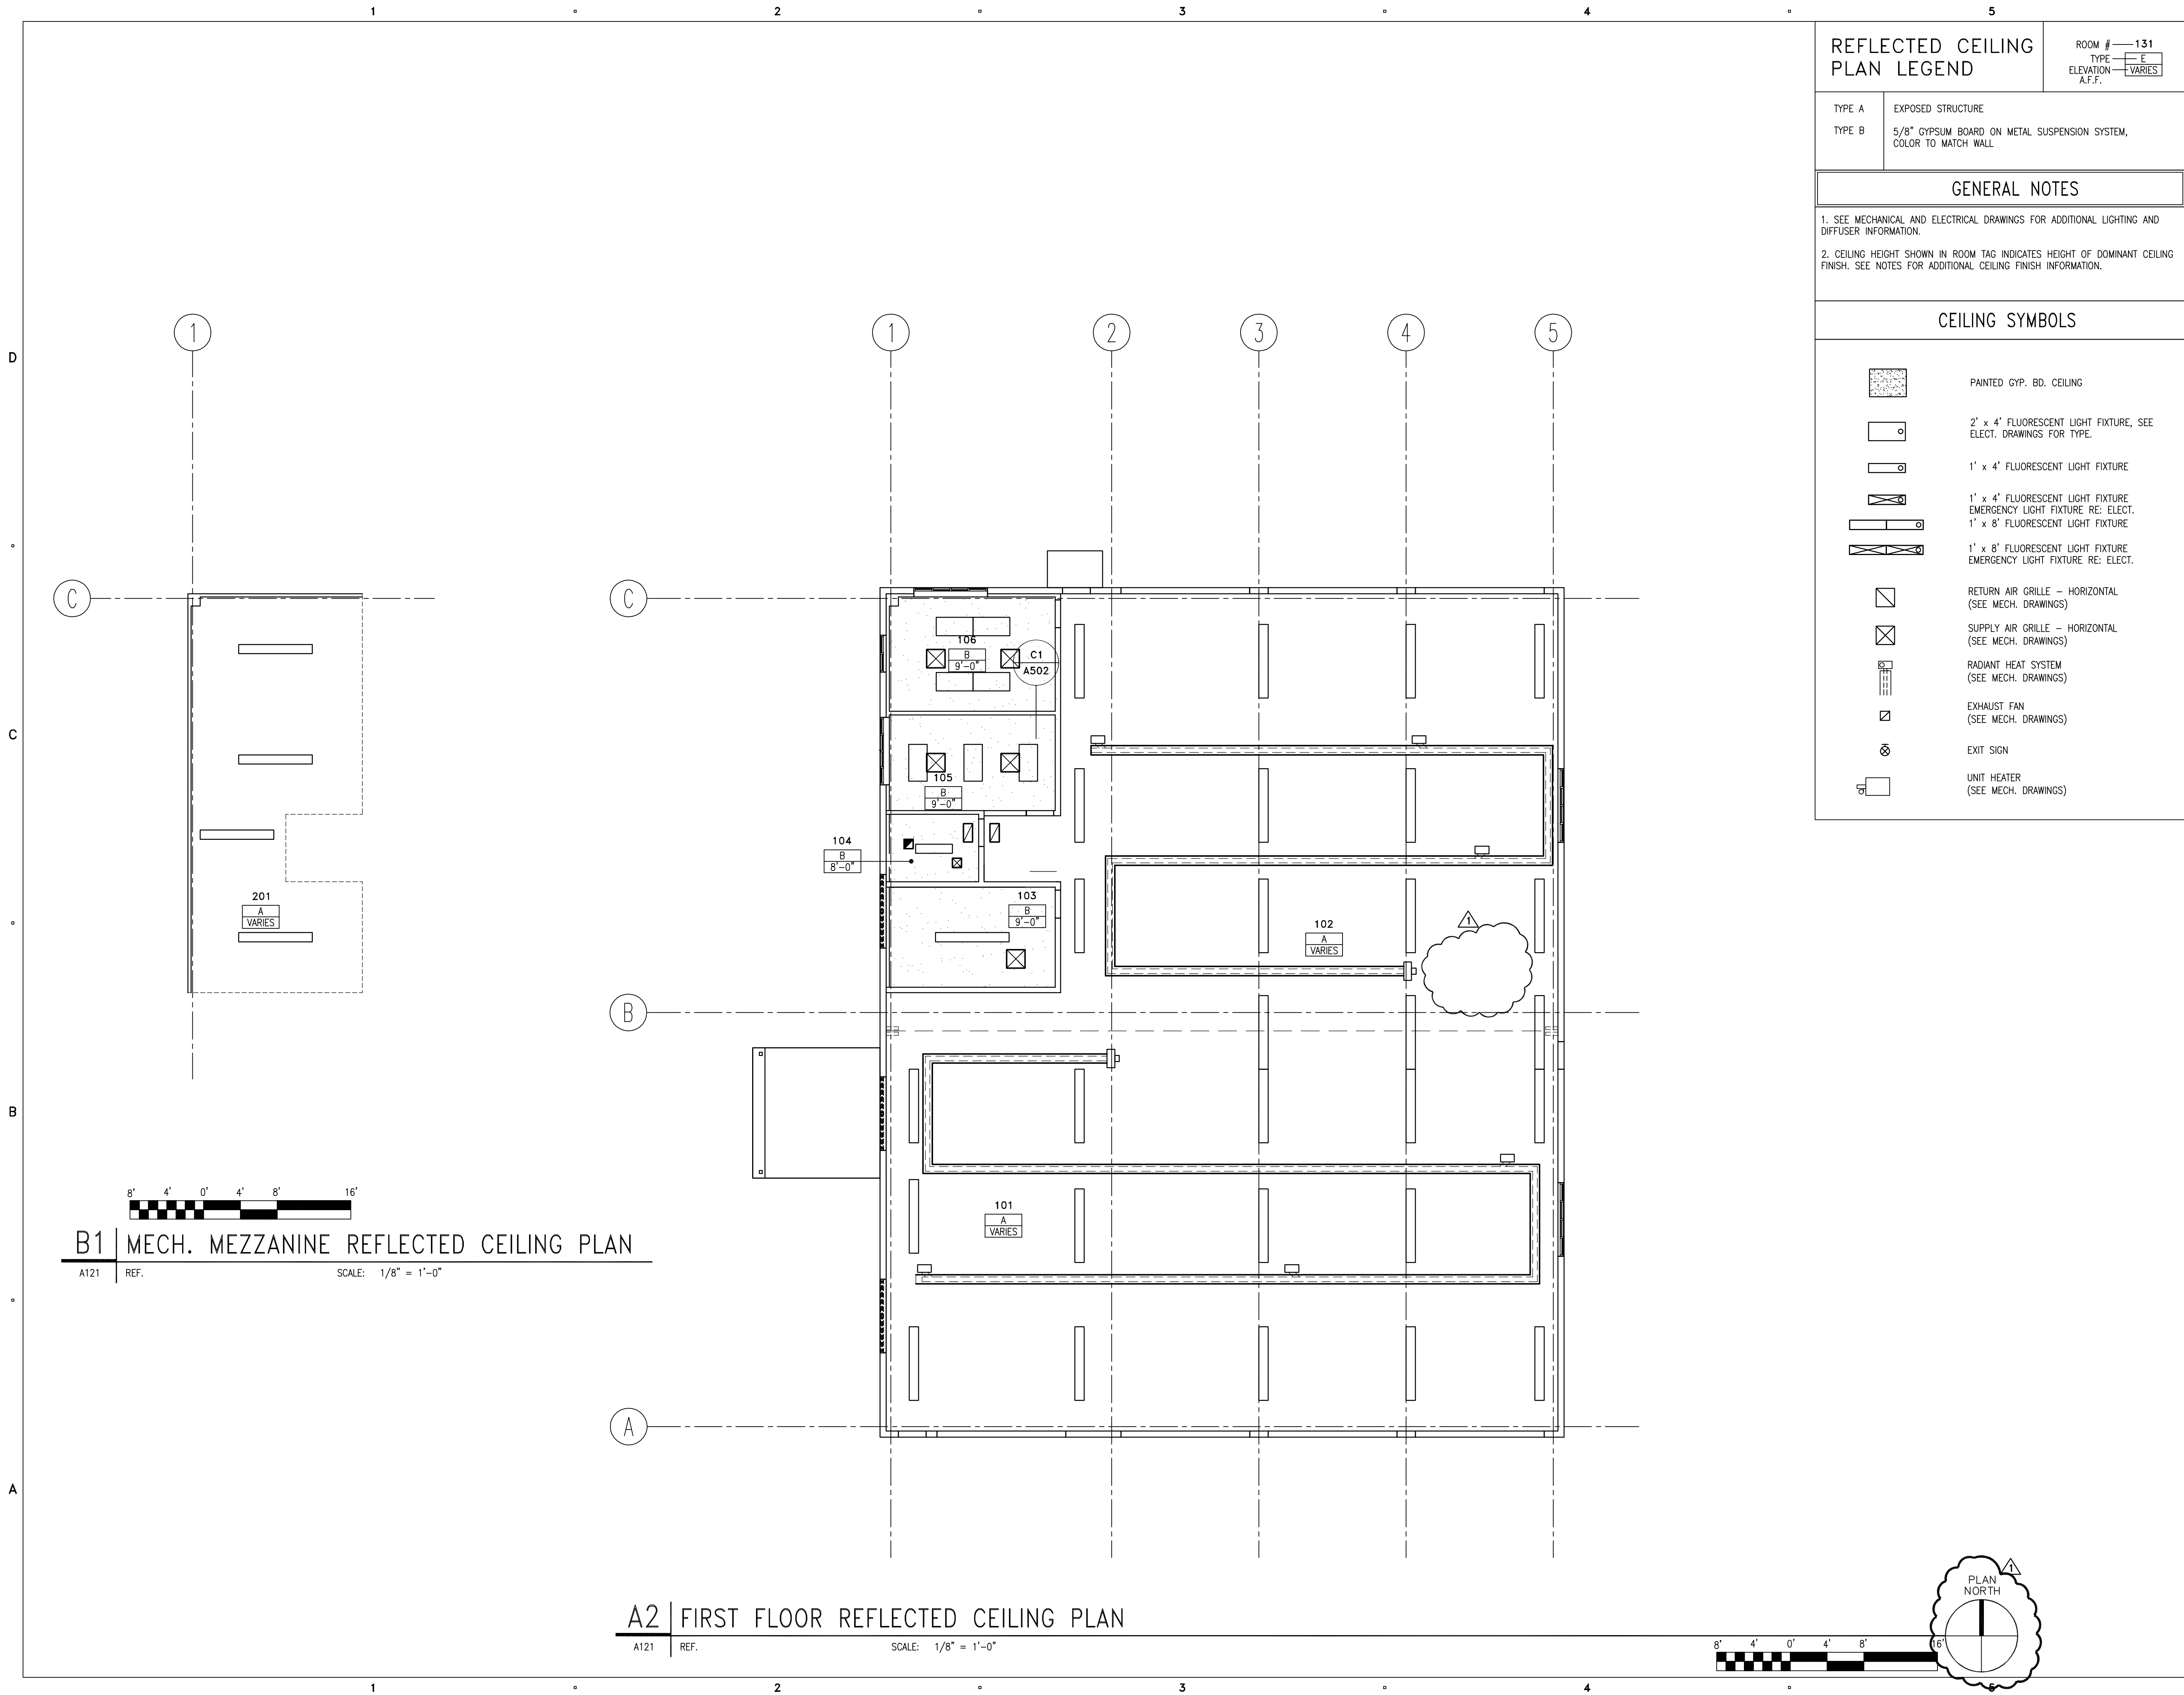 1 2 3 4 5
REFLECTED CEILING
PLAN LEGEND
ROOM # 131
TYPE E
ELEVATION VARIES
A.F.F.
TYPE A EXPOSED STRUCTURE
TYPE B 5/8" GYPSUM BOARD ON METAL SUSPENSION SYSTEM,
COLOR TO MATCH WALL
GENERAL NOTES
1. SEE MECHANICAL AND ELECTRICAL DRAWINGS FOR ADDITIONAL LIGHTING AND
DIFFUSER INFORMATION.
2. CEILING HEIGHT SHOWN IN ROOM TAG INDICATES HEIGHT OF DOMINANT CEILING
FINISH. SEE NOTES FOR ADDITIONAL CEILING FINISH INFORMATION.
CEILING SYMBOLS
PAINTED GYP. BD. CEILING
2' x 4' FLUORESCENT LIGHT FIXTURE, SEE
ELECT. DRAWINGS FOR TYPE.
1' x 4' FLUORESCENT LIGHT FIXTURE
1' x 4' FLUORESCENT LIGHT FIXTURE
EMERGENCY LIGHT FIXTURE RE: ELECT.
1' x 8' FLUORESCENT LIGHT FIXTURE
1' x 8' FLUORESCENT LIGHT FIXTURE
EMERGENCY LIGHT FIXTURE RE: ELECT.
RETURN AIR GRILLE – HORIZONTAL
(SEE MECH. DRAWINGS)
SUPPLY AIR GRILLE – HORIZONTAL
(SEE MECH. DRAWINGS)
RADIANT HEAT SYSTEM
(SEE MECH. DRAWINGS)
EXHAUST FAN
(SEE MECH. DRAWINGS)
EXIT SIGN
UNIT HEATER
(SEE MECH. DRAWINGS)
D
C
B
A
1
C
201
A
VARIES
8' 4' 0' 4' 8' 16'
B1 MECH. MEZZANINE REFLECTED CEILING PLAN
A121 REF. SCALE: 1/8" = 1'-0"
1 2 3 4 5
C
106
B
9'-0"
C1
A502
105
B
9'-0"
104
B
8'-0"
103
B
9'-0"
102
A
VARIES
1
B
101
A
VARIES
A
A2 FIRST FLOOR REFLECTED CEILING PLAN
A121 REF. SCALE: 1/8" = 1'-0"
8' 4' 0' 4' 8' 16'
PLAN
NORTH
1
1 2 3 4 5